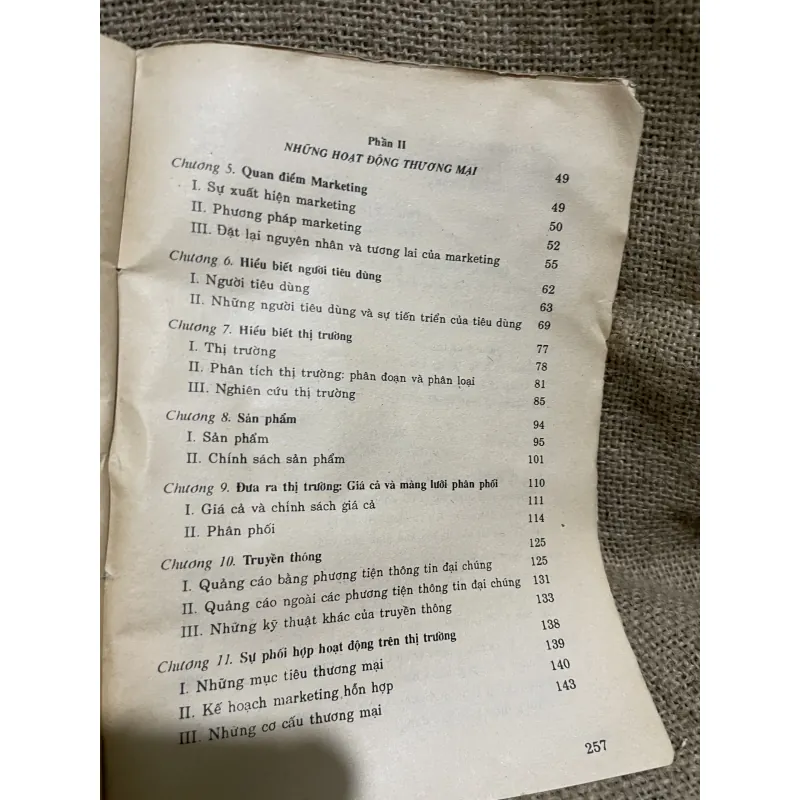 Phần II
NHỮNG HOẠT ĐỘNG THƯƠNG MẠI
Chương 5. Quan điểm Marketing 49
I. Sự xuất hiện marketing 49
II. Phương pháp marketing 50
III. Đặt lại nguyên nhân và tương lai của marketing 52
Chương 6. Hiểu biết người tiêu dùng 55
I. Người tiêu dùng 62
II. Những người tiêu dùng và sự tiến triển của tiêu dùng 63
69
Chương 7. Hiểu biết thị trường 77
I. Thị trường 78
II. Phân tích thị trường: phân đoạn và phân loại 81
III. Nghiên cứu thị trường 85
Chương 8. Sản phẩm 94
I. Sản phẩm 95
II. Chính sách sản phẩm 101
Chương 9. Đưa ra thị trường: Giá cả và màng lưới phân phối 110
I. Giá cả và chính sách giá cả 111
II. Phân phối 114
Chương 10. Truyền thông 125
I. Quảng cáo bằng phương tiện thông tin đại chúng 125
II. Quảng cáo ngoài các phương tiện thông tin đại chúng 131
III. Những kỹ thuật khác của truyền thông 133
Chương 11. Sự phối hợp hoạt động trên thị trường 138
I. Những mục tiêu thương mại 139
II. Kế hoạch marketing hỗn hợp 140
III. Những cơ cấu thương mại 143
257